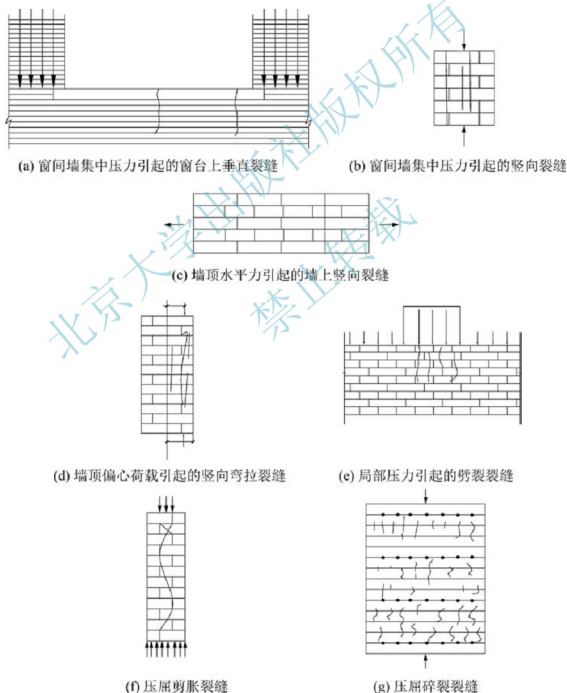 (a) 窗间墙集中压力引起的窗台上垂直裂缝
(b) 窗间墙集中压力引起的竖向裂缝
(c) 墙顶水平力引起的墙上竖向裂缝
(d) 墙顶偏心荷载引起的竖向弯拉裂缝
(e) 局部压力引起的劈裂裂缝
(f) 压屈剪胀裂缝
(g) 压屈碎裂裂缝
北京大学出版社版权所有
禁止转载